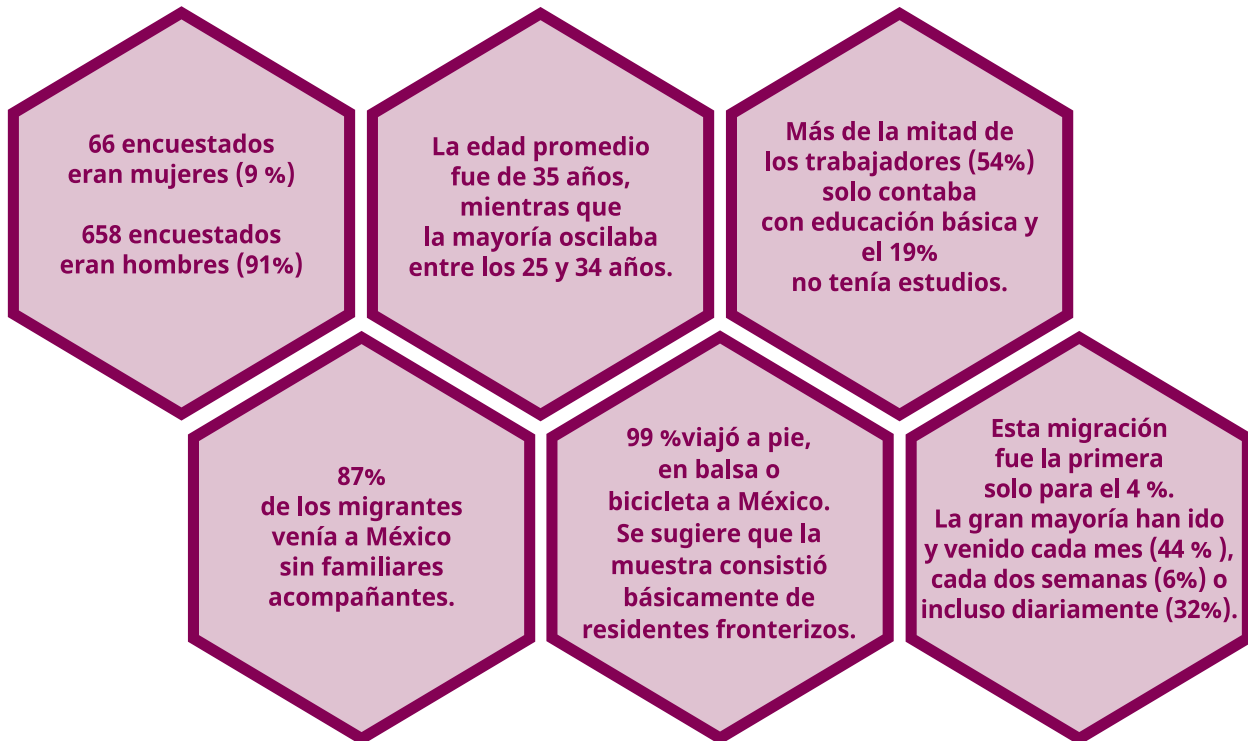 66 encuestados
eran mujeres (9 %)
658 encuestados
eran hombres (91%)
La edad promedio
fue de 35 años,
mientras que
la mayoría oscilaba
entre los 25 y 34 años.
Más de la mitad de
los trabajadores (54%)
solo contaba
con educación básica y
el 19%
no tenía estudios.
87%
de los migrantes
venía a México
sin familiares
acompañantes.
99 %viajó a pie,
en balsa o
bicicleta a México.
Se sugiere que la
muestra consistió
básicamente de
residentes fronterizos.
Esta migración
fue la primera
solo para el 4 %.
La gran mayoría han ido
y venido cada mes (44 % ),
cada dos semanas (6%) o
incluso diariamente (32%).